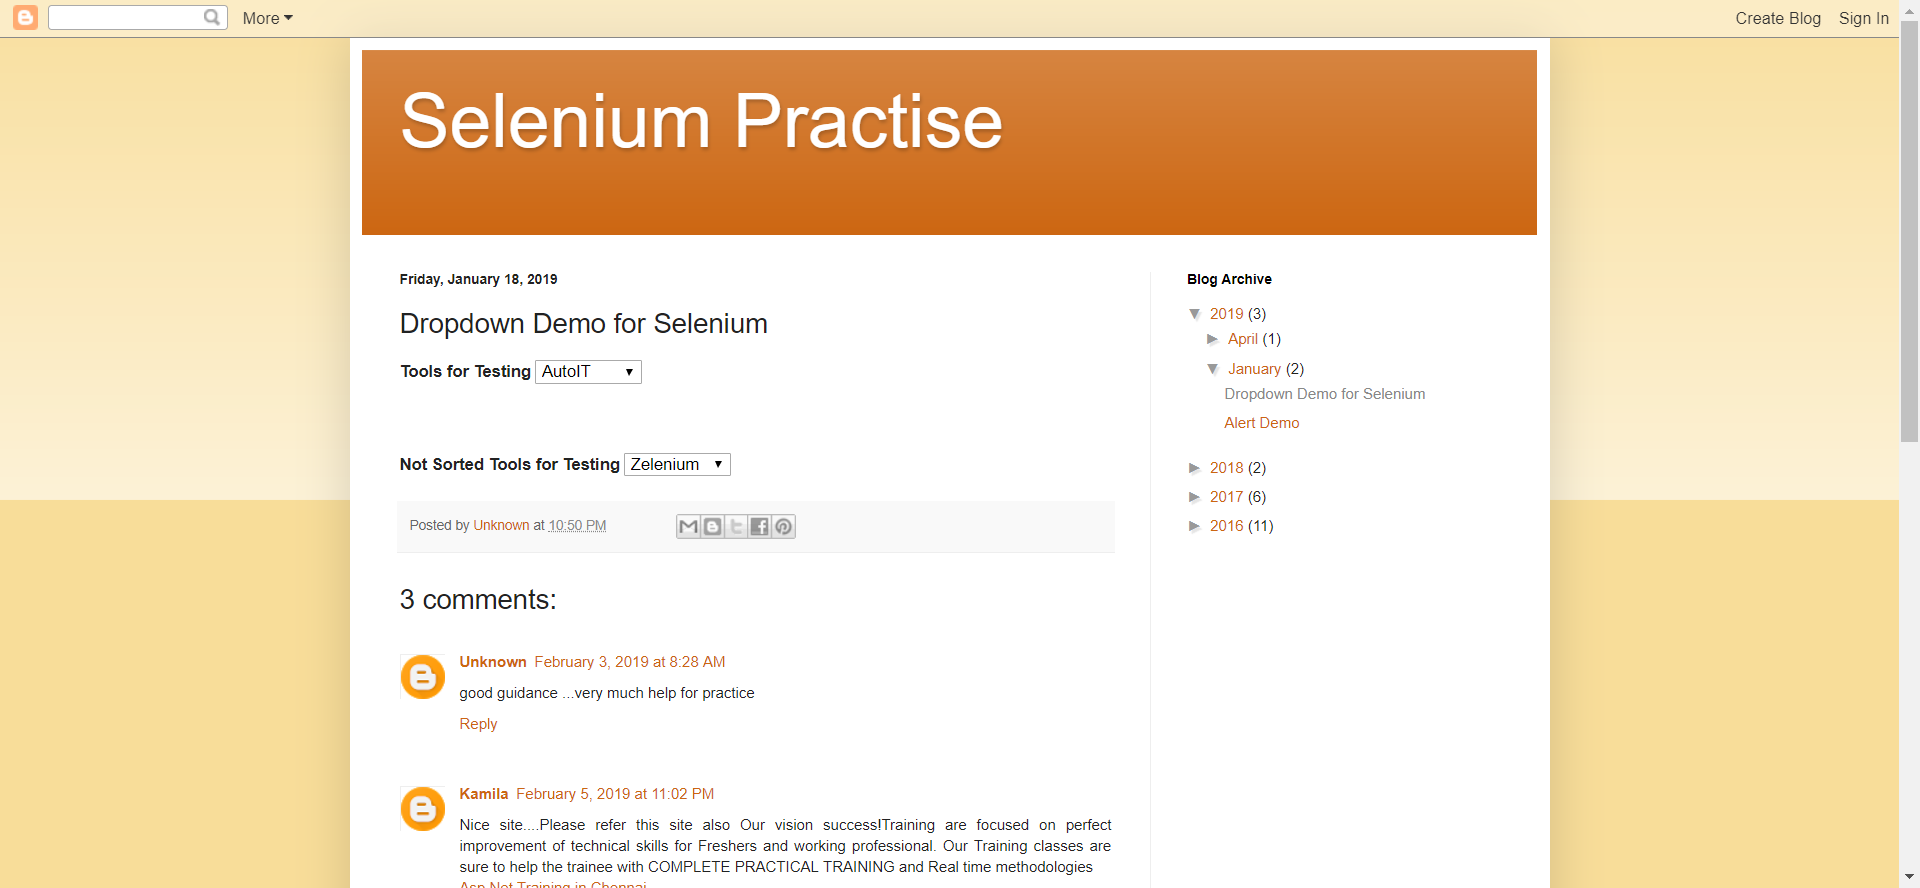 More
Create Blog Sign In
Selenium Practise
Friday, January 18, 2019
Dropdown Demo for Selenium
Tools for Testing AutoIT
Not Sorted Tools for Testing Zelenium
Posted by Unknown at 10:50 PM
3 comments:
Unknown February 3, 2019 at 8:28 AM
good guidance ...very much help for practice
Reply
Kamila February 5, 2019 at 11:02 PM
Nice site....Please refer this site also Our vision success!Training are focused on perfect
improvement of technical skills for Freshers and working professional. Our Training classes are
sure to help the trainee with COMPLETE PRACTICAL TRAINING and Real time methodologies
Asp Net Training in Chennai
Blog Archive
▼ 2019 (3)
► April (1)
▼ January (2)
Dropdown Demo for Selenium
Alert Demo
► 2018 (2)
► 2017 (6)
► 2016 (11)